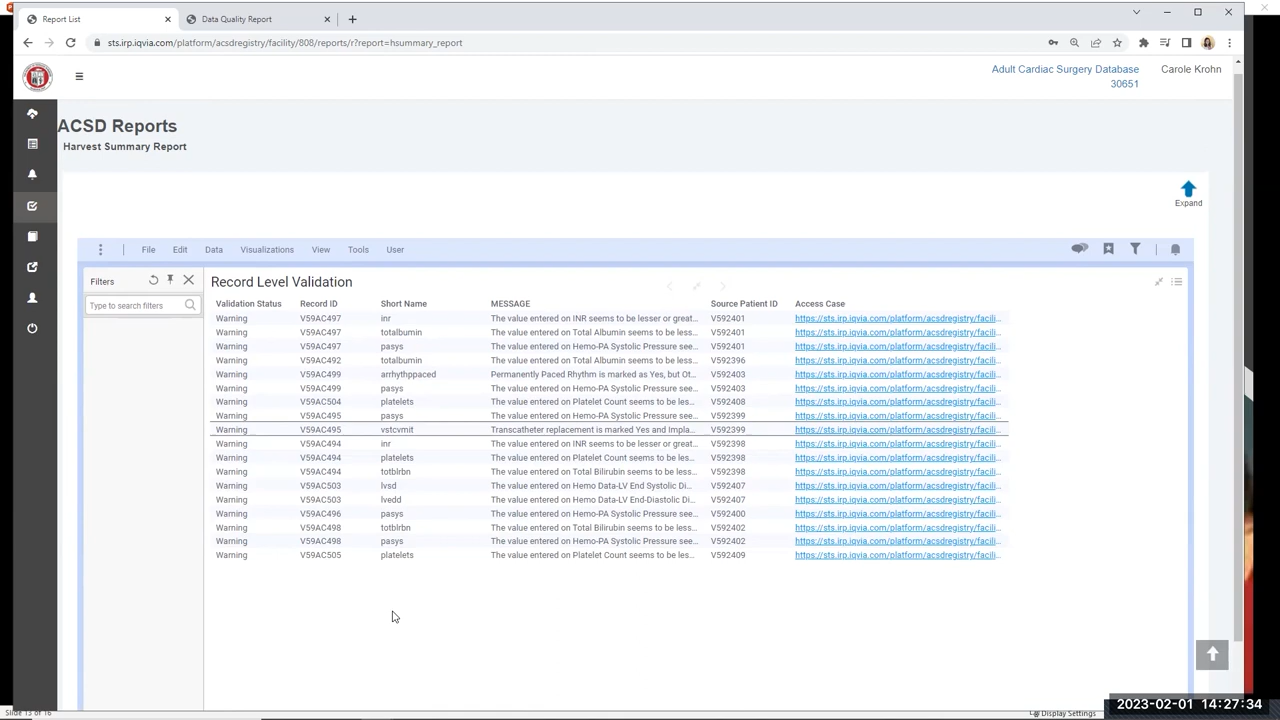 Report List
Data Quality Report
sts.irp.iqvia.com/platform/acsdregistry/facility/808/reports/r?report=hsummary_report
Adult Cardiac Surgery Database
30651
Carole Krohn
ACSD Reports
Harvest Summary Report
Expand
File Edit Data Visualizations View Tools User
Filters
Type to search filters
Record Level Validation
Validation Status Record ID Short Name MESSAGE Source Patient ID Access Case
Warning V59AC497 inr The value entered on INR seems to be lesser or great... V592401 https://sts.irp.iqvia.com/platform/acsdregistry/facili...
Warning V59AC497 totalbumin The value entered on Total Albumin seems to be less... V592401 https://sts.irp.iqvia.com/platform/acsdregistry/facili...
Warning V59AC497 pasys The value entered on Hemo-PA Systolic Pressure see... V592401 https://sts.irp.iqvia.com/platform/acsdregistry/facili...
Warning V59AC492 totalbumin The value entered on Total Albumin seems to be less... V592396 https://sts.irp.iqvia.com/platform/acsdregistry/facili...
Warning V59AC499 arrhythppaced Permanently Paced Rhythm is marked as Yes, but Ot... V592403 https://sts.irp.iqvia.com/platform/acsdregistry/facili...
Warning V59AC499 pasys The value entered on Hemo-PA Systolic Pressure see... V592403 https://sts.irp.iqvia.com/platform/acsdregistry/facili...
Warning V59AC504 platelets The value entered on Platelet Count seems to be les... V592408 https://sts.irp.iqvia.com/platform/acsdregistry/facili...
Warning V59AC495 pasys The value entered on Hemo-PA Systolic Pressure see... V592399 https://sts.irp.iqvia.com/platform/acsdregistry/facili...
Warning V59AC495 vstcvmit Transcatheter replacement is marked Yes and Impla... V592399 https://sts.irp.iqvia.com/platform/acsdregistry/facili...
Warning V59AC494 inr The value entered on INR seems to be lesser or great... V592398 https://sts.irp.iqvia.com/platform/acsdregistry/facili...
Warning V59AC494 platelets The value entered on Platelet Count seems to be les... V592398 https://sts.irp.iqvia.com/platform/acsdregistry/facili...
Warning V59AC494 totblrbn The value entered on Total Bilirubin seems to be less... V592398 https://sts.irp.iqvia.com/platform/acsdregistry/facili...
Warning V59AC503 lvsd The value entered on Hemo Data-LV End Systolic Di... V592407 https://sts.irp.iqvia.com/platform/acsdregistry/facili...
Warning V59AC503 lvedd The value entered on Hemo Data-LV End-Diastolic Di... V592407 https://sts.irp.iqvia.com/platform/acsdregistry/facili...
Warning V59AC496 pasys The value entered on Hemo-PA Systolic Pressure see... V592400 https://sts.irp.iqvia.com/platform/acsdregistry/facili...
Warning V59AC498 totblrbn The value entered on Total Bilirubin seems to be less... V592402 https://sts.irp.iqvia.com/platform/acsdregistry/facili...
Warning V59AC498 pasys The value entered on Hemo-PA Systolic Pressure see... V592402 https://sts.irp.iqvia.com/platform/acsdregistry/facili...
Warning V59AC505 platelets The value entered on Platelet Count seems to be les... V592409 https://sts.irp.iqvia.com/platform/acsdregistry/facili...
2023-02-01 14:27:34
Slide 13 of 16
Display Settings